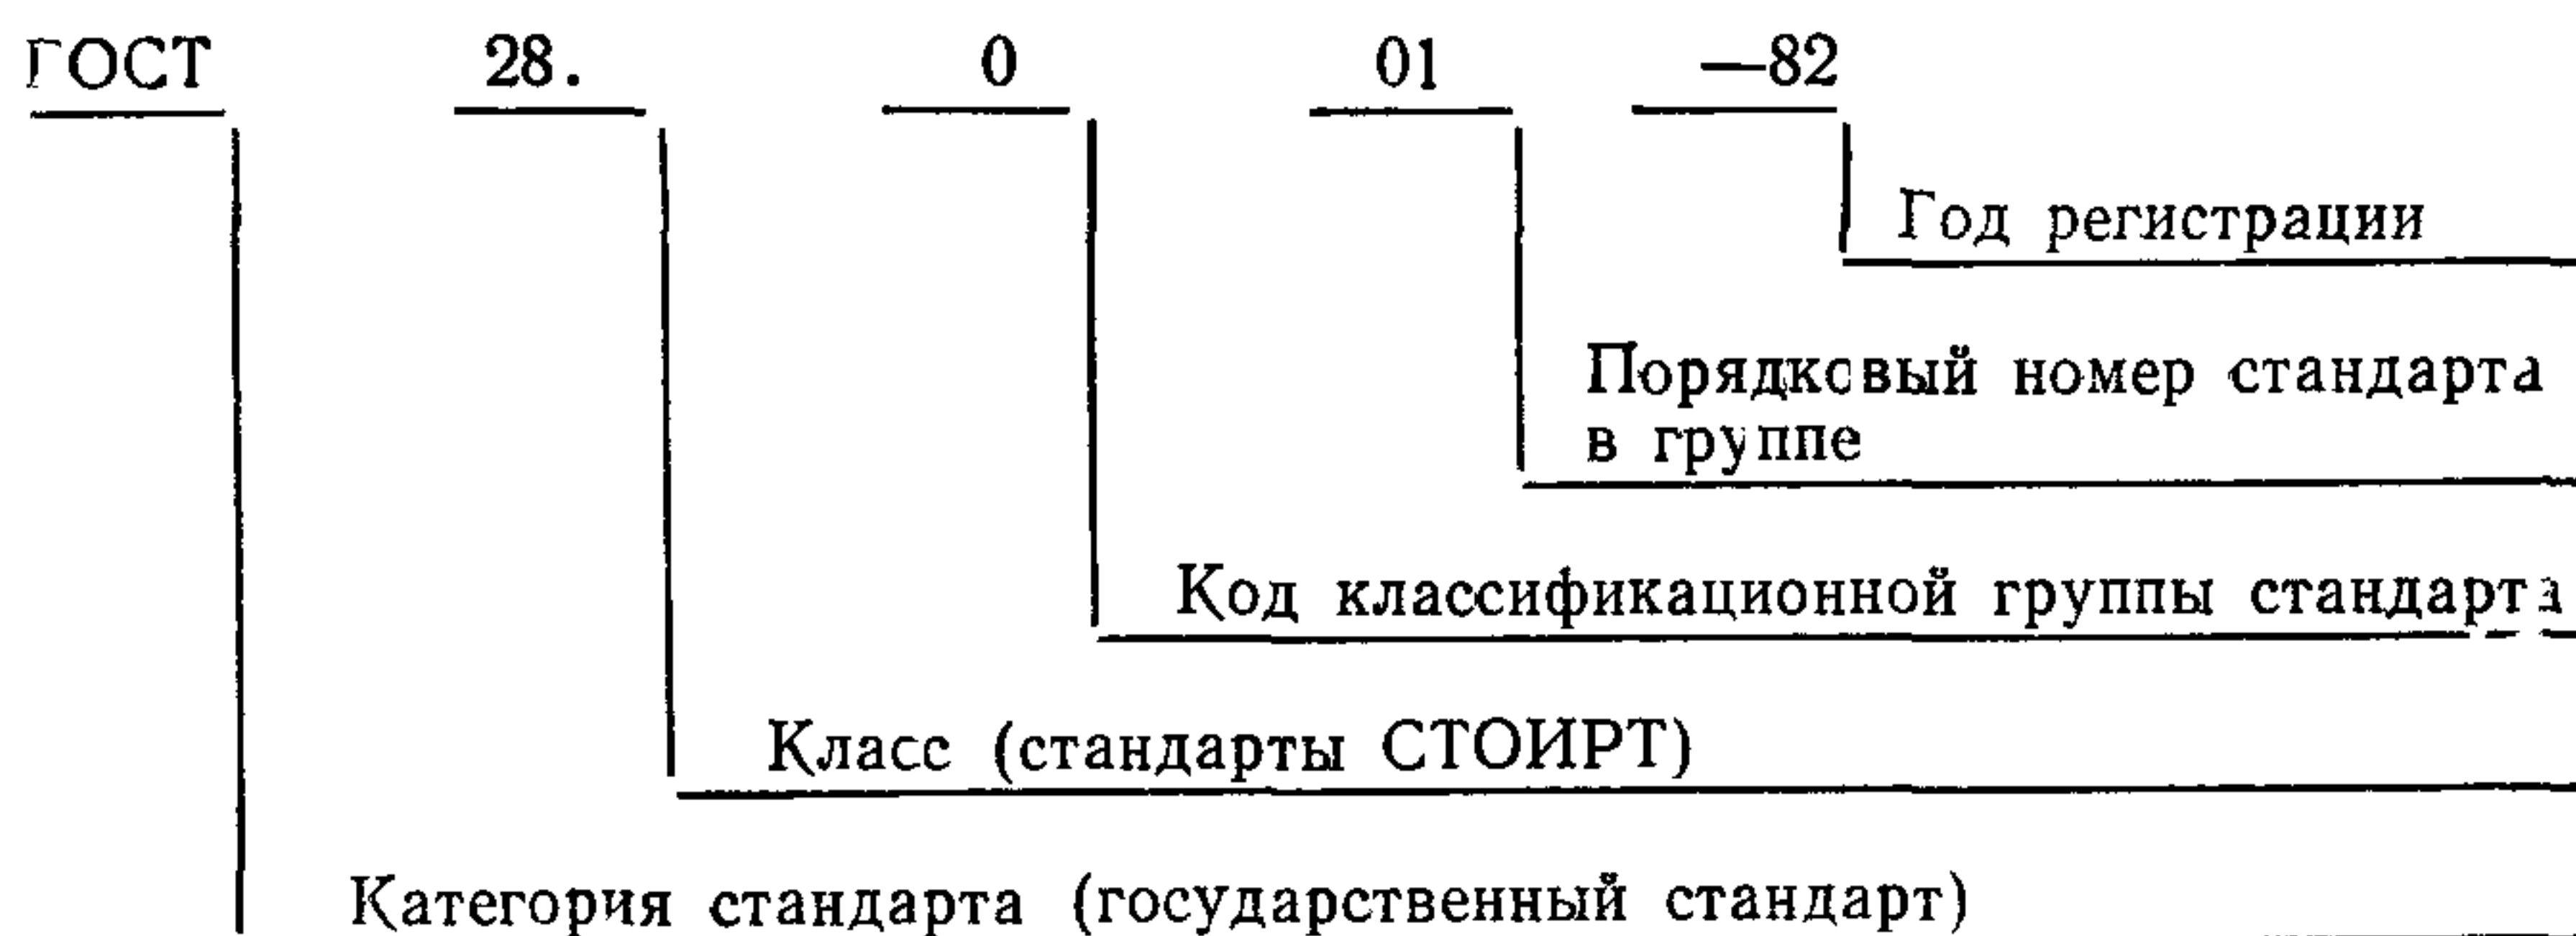 ГОСТ 28. 0 01 —82
Год регистрации
Порядковый номер стандарта
в группе
Код классификационной группы стандарта
Класс (стандарты СТОИРТ)
Категория стандарта (государственный стандарт)